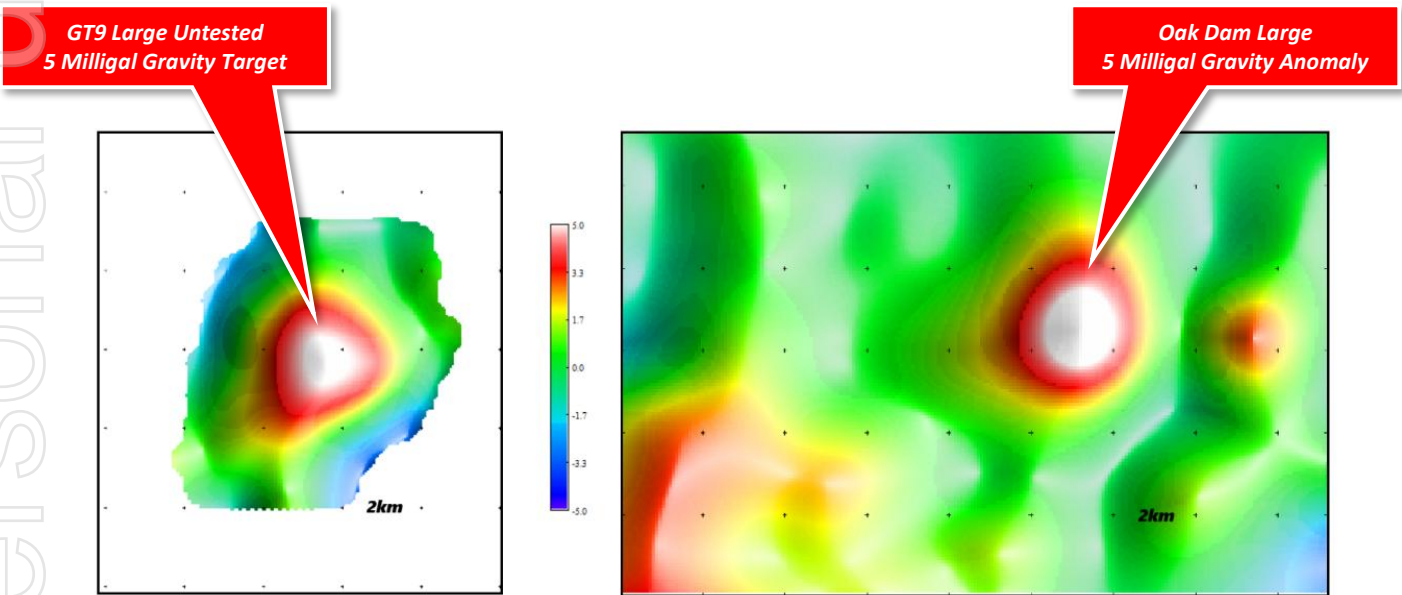 GT9 Large Untested
5 Milligal Gravity Target
Oak Dam Large
5 Milligal Gravity Anomaly
5.0
3.3
1.7
0.0
-1.7
-3.3
-5.0
2km
2km